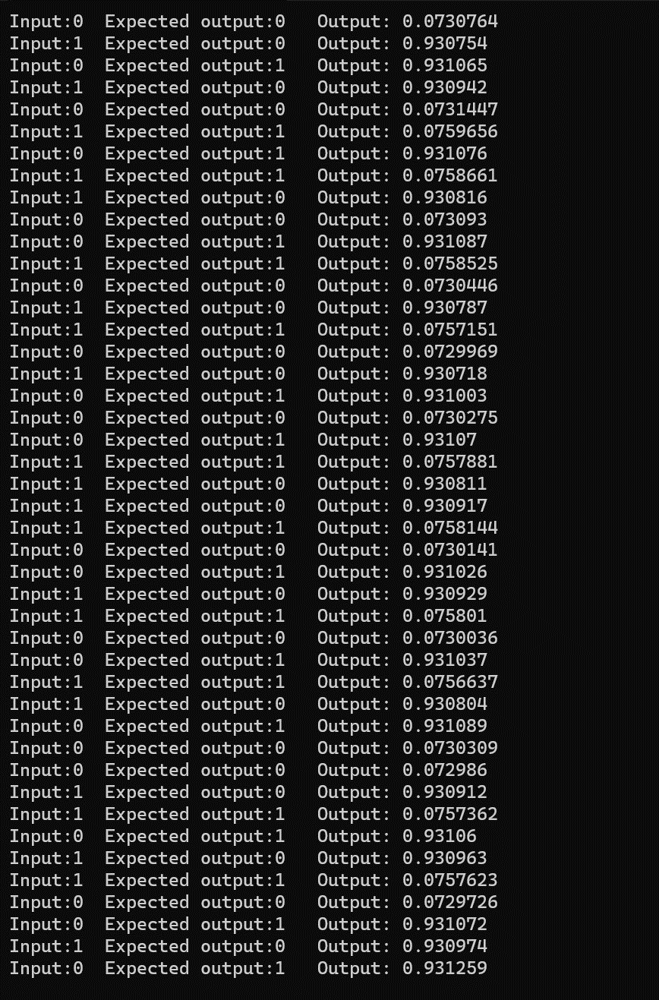 Input:0  Expected output:0   Output: 0.0730764
Input:1  Expected output:0   Output: 0.930754
Input:0  Expected output:1   Output: 0.931065
Input:1  Expected output:0   Output: 0.930942
Input:0  Expected output:0   Output: 0.0731447
Input:1  Expected output:1   Output: 0.0759656
Input:0  Expected output:1   Output: 0.931076
Input:1  Expected output:1   Output: 0.0758661
Input:1  Expected output:0   Output: 0.930816
Input:0  Expected output:0   Output: 0.073093
Input:0  Expected output:1   Output: 0.931087
Input:1  Expected output:1   Output: 0.0758525
Input:0  Expected output:0   Output: 0.0730446
Input:1  Expected output:0   Output: 0.930787
Input:1  Expected output:1   Output: 0.0757151
Input:0  Expected output:0   Output: 0.0729969
Input:1  Expected output:0   Output: 0.930718
Input:0  Expected output:1   Output: 0.931003
Input:0  Expected output:0   Output: 0.0730275
Input:0  Expected output:1   Output: 0.93107
Input:1  Expected output:1   Output: 0.0757881
Input:1  Expected output:0   Output: 0.930811
Input:1  Expected output:0   Output: 0.930917
Input:1  Expected output:1   Output: 0.0758144
Input:0  Expected output:0   Output: 0.0730141
Input:0  Expected output:1   Output: 0.931026
Input:1  Expected output:0   Output: 0.930929
Input:1  Expected output:1   Output: 0.075801
Input:0  Expected output:0   Output: 0.0730036
Input:0  Expected output:1   Output: 0.931037
Input:1  Expected output:1   Output: 0.0756637
Input:1  Expected output:0   Output: 0.930804
Input:0  Expected output:1   Output: 0.931089
Input:0  Expected output:0   Output: 0.0730309
Input:0  Expected output:0   Output: 0.072986
Input:1  Expected output:0   Output: 0.930912
Input:1  Expected output:1   Output: 0.0757362
Input:0  Expected output:1   Output: 0.93106
Input:1  Expected output:0   Output: 0.930963
Input:1  Expected output:1   Output: 0.0757623
Input:0  Expected output:0   Output: 0.0729726
Input:0  Expected output:1   Output: 0.931072
Input:1  Expected output:0   Output: 0.930974
Input:0  Expected output:1   Output: 0.931259